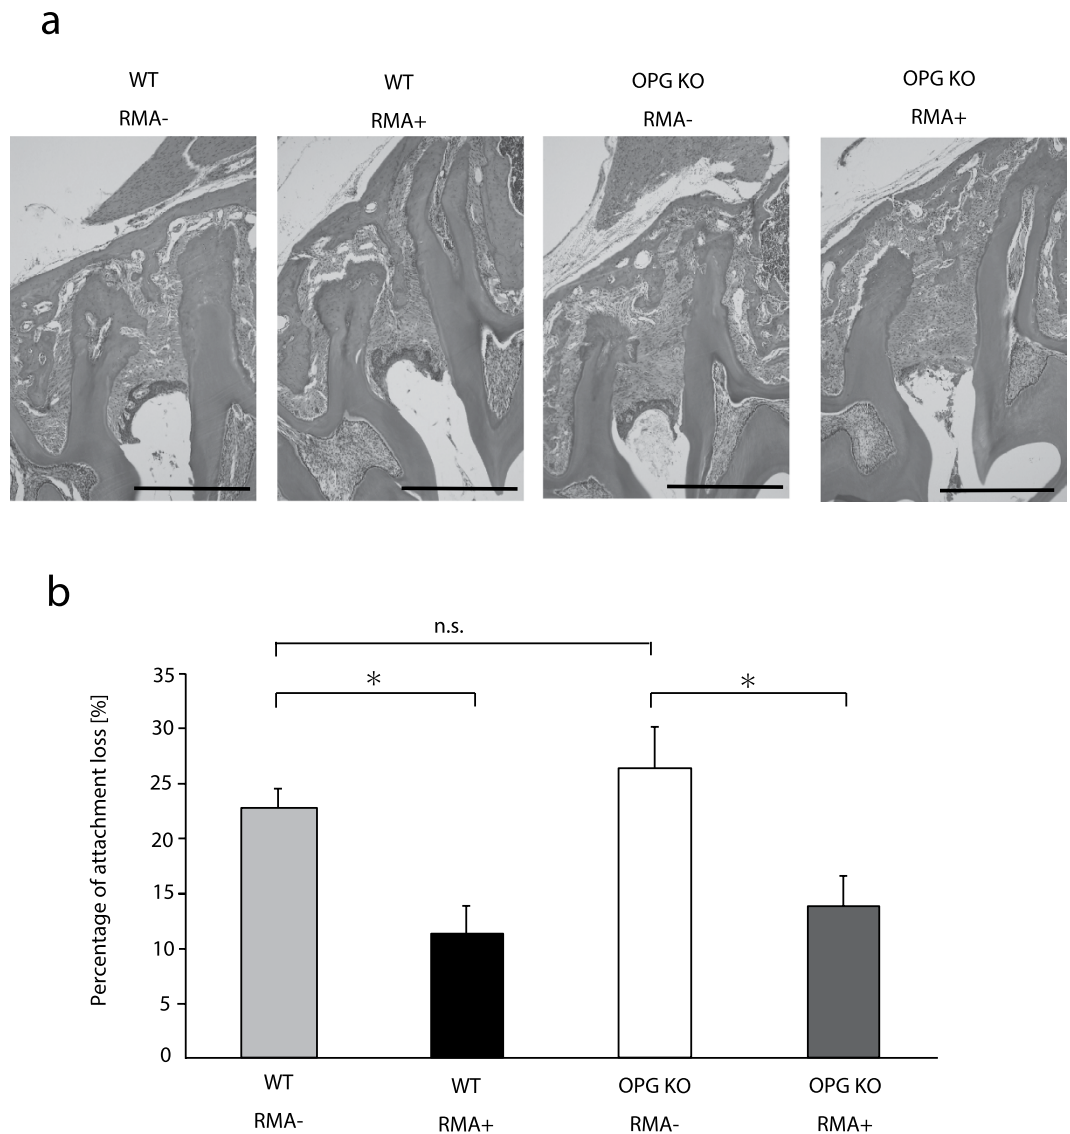 a
WT WT OPG KO OPG KO
RMA- RMA+ RMA- RMA+
b
n.s.
* *
Percentage of attachment loss [%]
35
30
25
20
15
10
5
0
WT WT OPG KO OPG KO
RMA- RMA+ RMA- RMA+